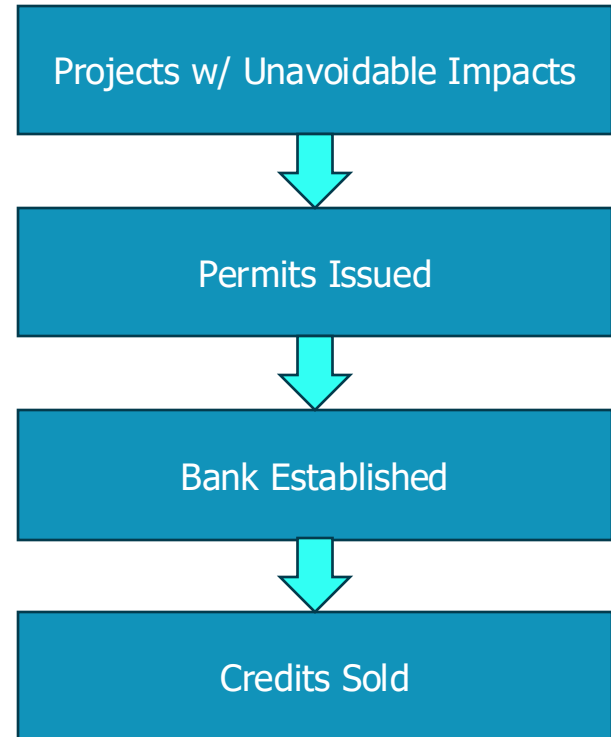 Projects w/ Unavoidable Impacts
Permits Issued
Bank Established
Credits Sold